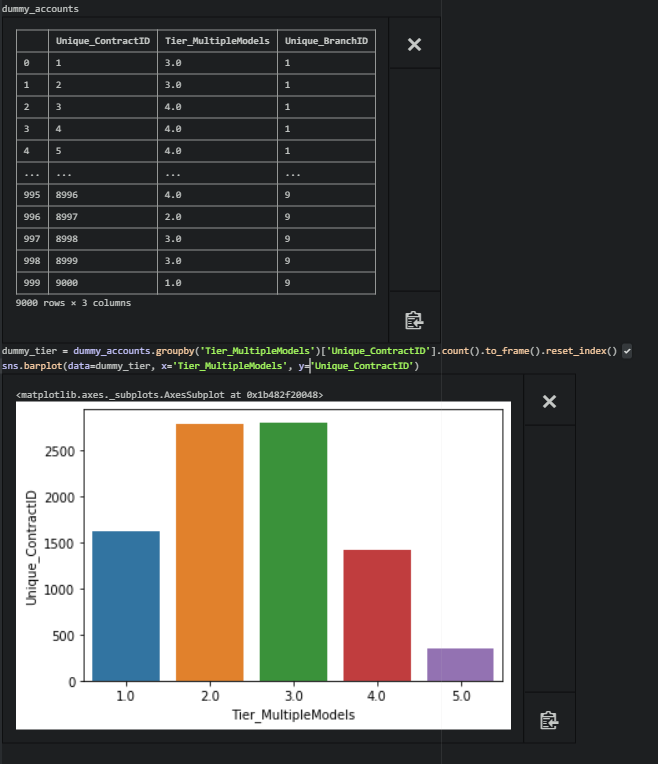 dummy_accounts
Unique_ContractID Tier_MultipleModels Unique_BranchID
0 1 3.0 1
1 2 3.0 1
2 3 4.0 1
3 4 4.0 1
4 5 4.0 1
... ... ... ...
995 8996 4.0 9
996 8997 2.0 9
997 8998 3.0 9
998 8999 3.0 9
999 9000 1.0 9
9000 rows × 3 columns
dummy_tier = dummy_accounts.groupby('Tier_MultipleModels')['Unique_ContractID'].count().to_frame().reset_index()
sns.barplot(data=dummy_tier, x='Tier_MultipleModels', y='Unique_ContractID')
<matplotlib.axes._subplots.AxesSubplot at 0x1b482f20048>
Unique_ContractID
2500
2000
1500
1000
500
0
1.0 2.0 3.0 4.0 5.0
Tier_MultipleModels